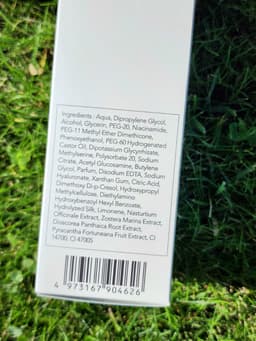 Ingredients : Aqua, Dipropylene Glycol,
Alcohol, Glycerin, PEG-20, Niacinamide,
PEG-11 Methyl Ether Dimethicone,
Phenoxyethanol, PEG-60 Hydrogenated
Castor Oil, Dipotassium Glycyrrhizate,
Methylserine, Polysorbate 20, Sodium
Citrate, Acetyl Glucosamine, Butylene
Glycol, Parfum, Disodium EDTA, Sodium
Hyaluronate, Xanthan Gum, Citric Acid,
Dimethoxy Di-p-Cresol, Hydroxypropyl
Methylcellulose, Diethylamino
Hydroxybenzoyl Hexyl Benzoate,
Hydrolyzed Silk, Limonene, Nasturtium
Officinale Extract, Zostera Marina Extract,
Dioscorea Panthaica Root Extract,
Pyracantha Fortuneana Fruit Extract, CI
14700, CI 47005
4 973167 904626